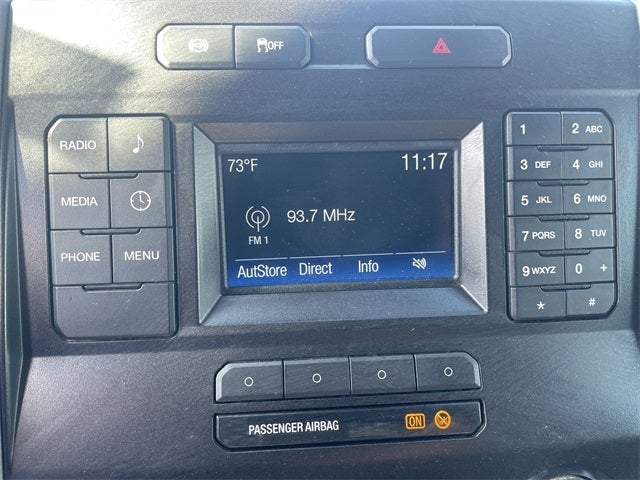 OFF
RADIO
MEDIA
PHONE MENU
73°F 11:17
93.7 MHz
FM 1
AutStore Direct Info
1 2 ABC
3 DEF 4 GHI
5 JKL 6 MNO
7 PQRS 8 TUV
9 WXYZ 0 +
* #
PASSENGER AIRBAG ON